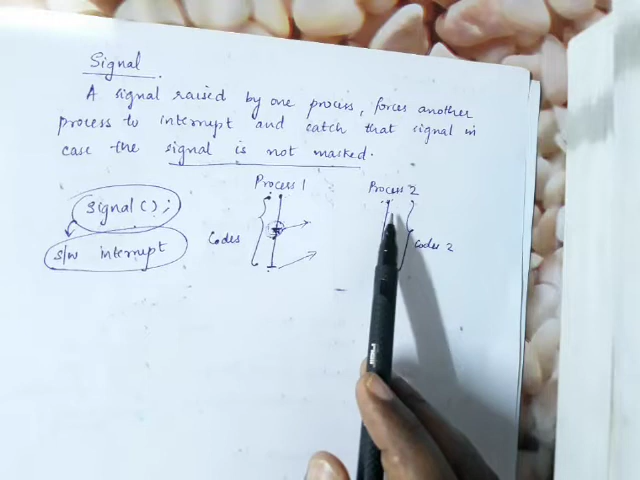 Signal.
A signal raised by one process, forces another
process to interrupt and catch that signal in
case the signal is not masked.
Process 1
Process 2
signal();
s/w interrupt
Codes
Codes 2